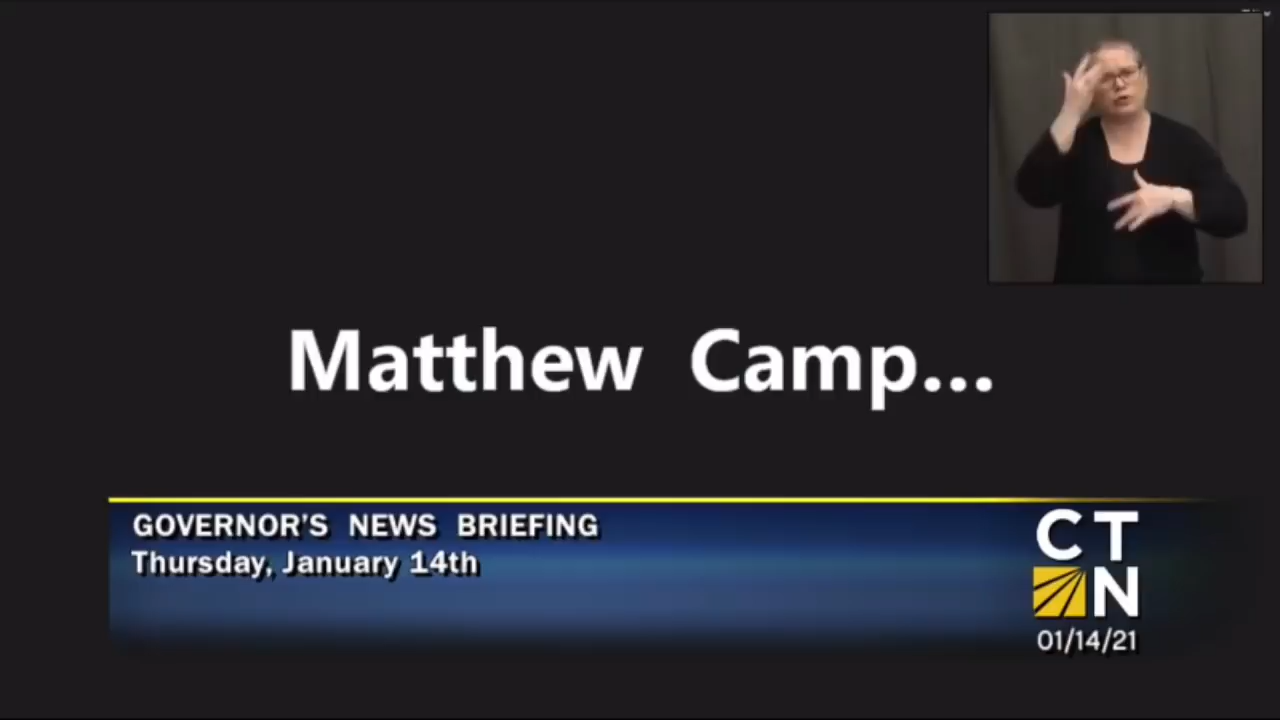 Matthew Camp...
GOVERNOR'S NEWS BRIEFING
Thursday, January 14th
CT
N
01/14/21